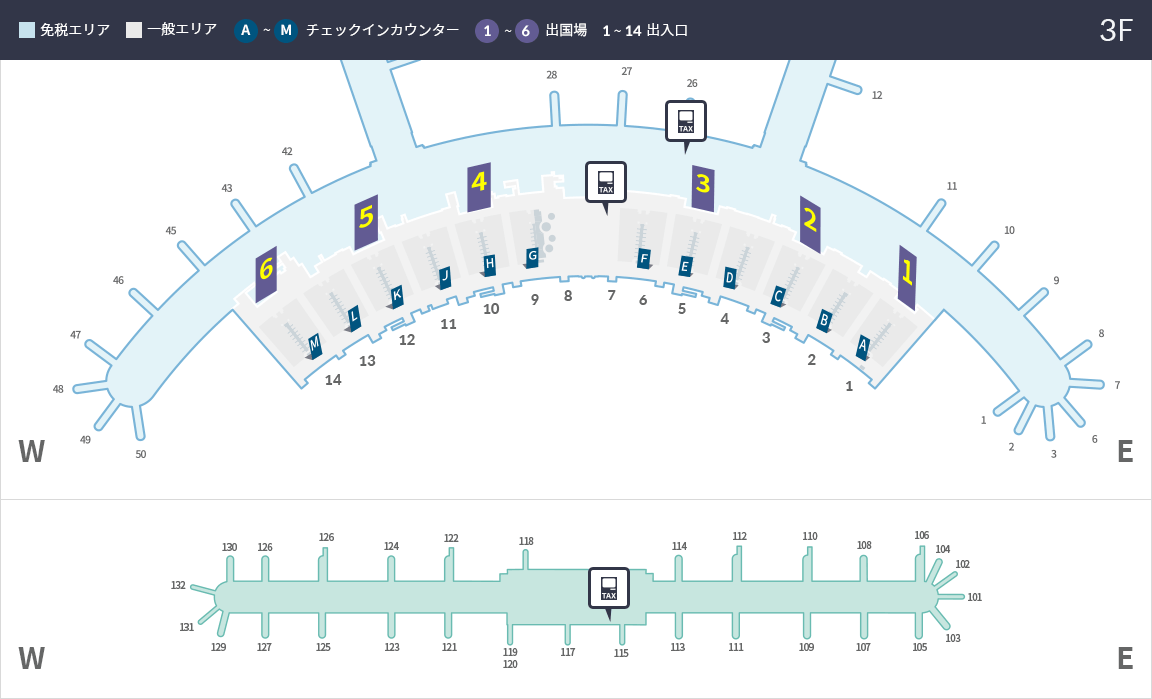 免税エリア 一般エリア A ~ M チェックインカウンター 1 ~ 6 出国場 1 ~ 14 出入口 3F
28 27 26 12
TAX
42 43 45 46 47 48 49 50
TAX
11 10 9 8 7 6 3 2 1
6 5 4 3 2 1
M L K J H G F E D C B A
14 13 12 11 10 9 8 7 6 5 4 3 2 1
W E
130 126 126 124 122 118 114 112 110 108 106 104 102
132 101
TAX
131 129 127 125 123 121 119 117 115 113 111 109 107 105 103
120
W E